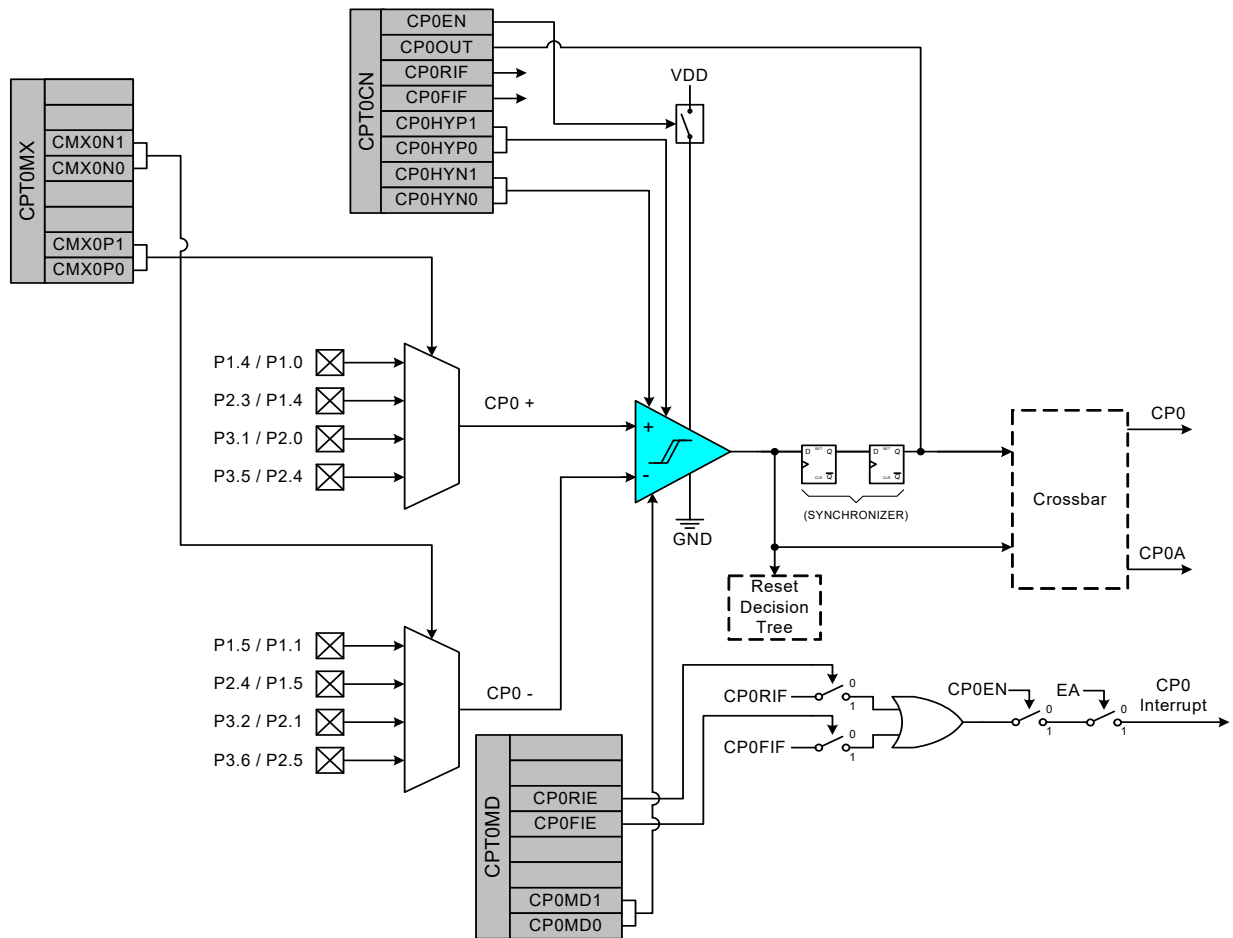 CPT0CN
CP0EN
CP0OUT
CP0RIF
CP0FIF
CP0HYP1
CP0HYP0
CP0HYN1
CP0HYN0
VDD
CPT0MX
CMX0N1
CMX0N0
CMX0P1
CMX0P0
P1.4 / P1.0
P2.3 / P1.4
P3.1 / P2.0
P3.5 / P2.4
CP0 +
+
-
GND
D SET Q
CLR Q
D SET Q
CLR Q
(SYNCHRONIZER)
Crossbar
CP0
CP0A
Reset
Decision
Tree
P1.5 / P1.1
P2.4 / P1.5
P3.2 / P2.1
P3.6 / P2.5
CP0 -
CP0RIF
0
1
CP0FIF
0
1
CP0EN
0
1
EA
0
1
CP0
Interrupt
CPT0MD
CP0RIE
CP0FIE
CP0MD1
CP0MD0